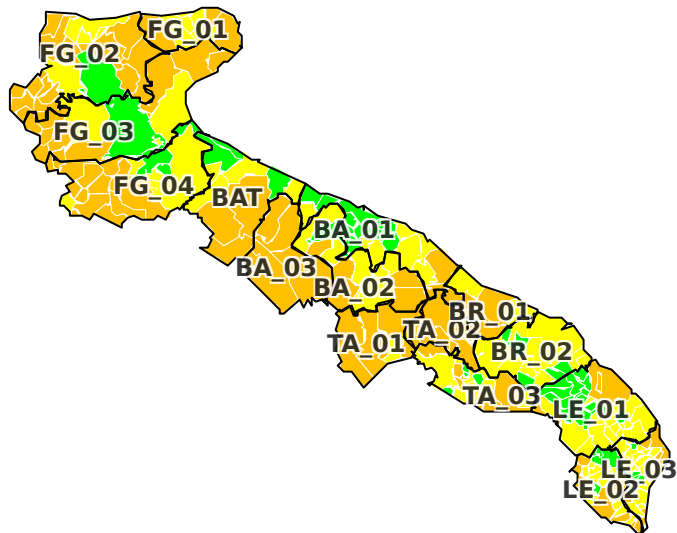 FG_01
FG_02
FG_03
FG_04
BAT
BA_01
BA_03
BA_02
BR_01
TA_02
TA_01
BR_02
TA_03
LE_01
LE_03
LE_02